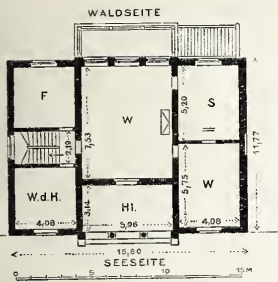 WALDSEITE
F
W
S
5,20
2,19
7,53
11,77
W.d.H.
Hl.
W
5,75
3,14
4,08
5,96
4,08
15,80
SEESEITE
0 5 10 15 M